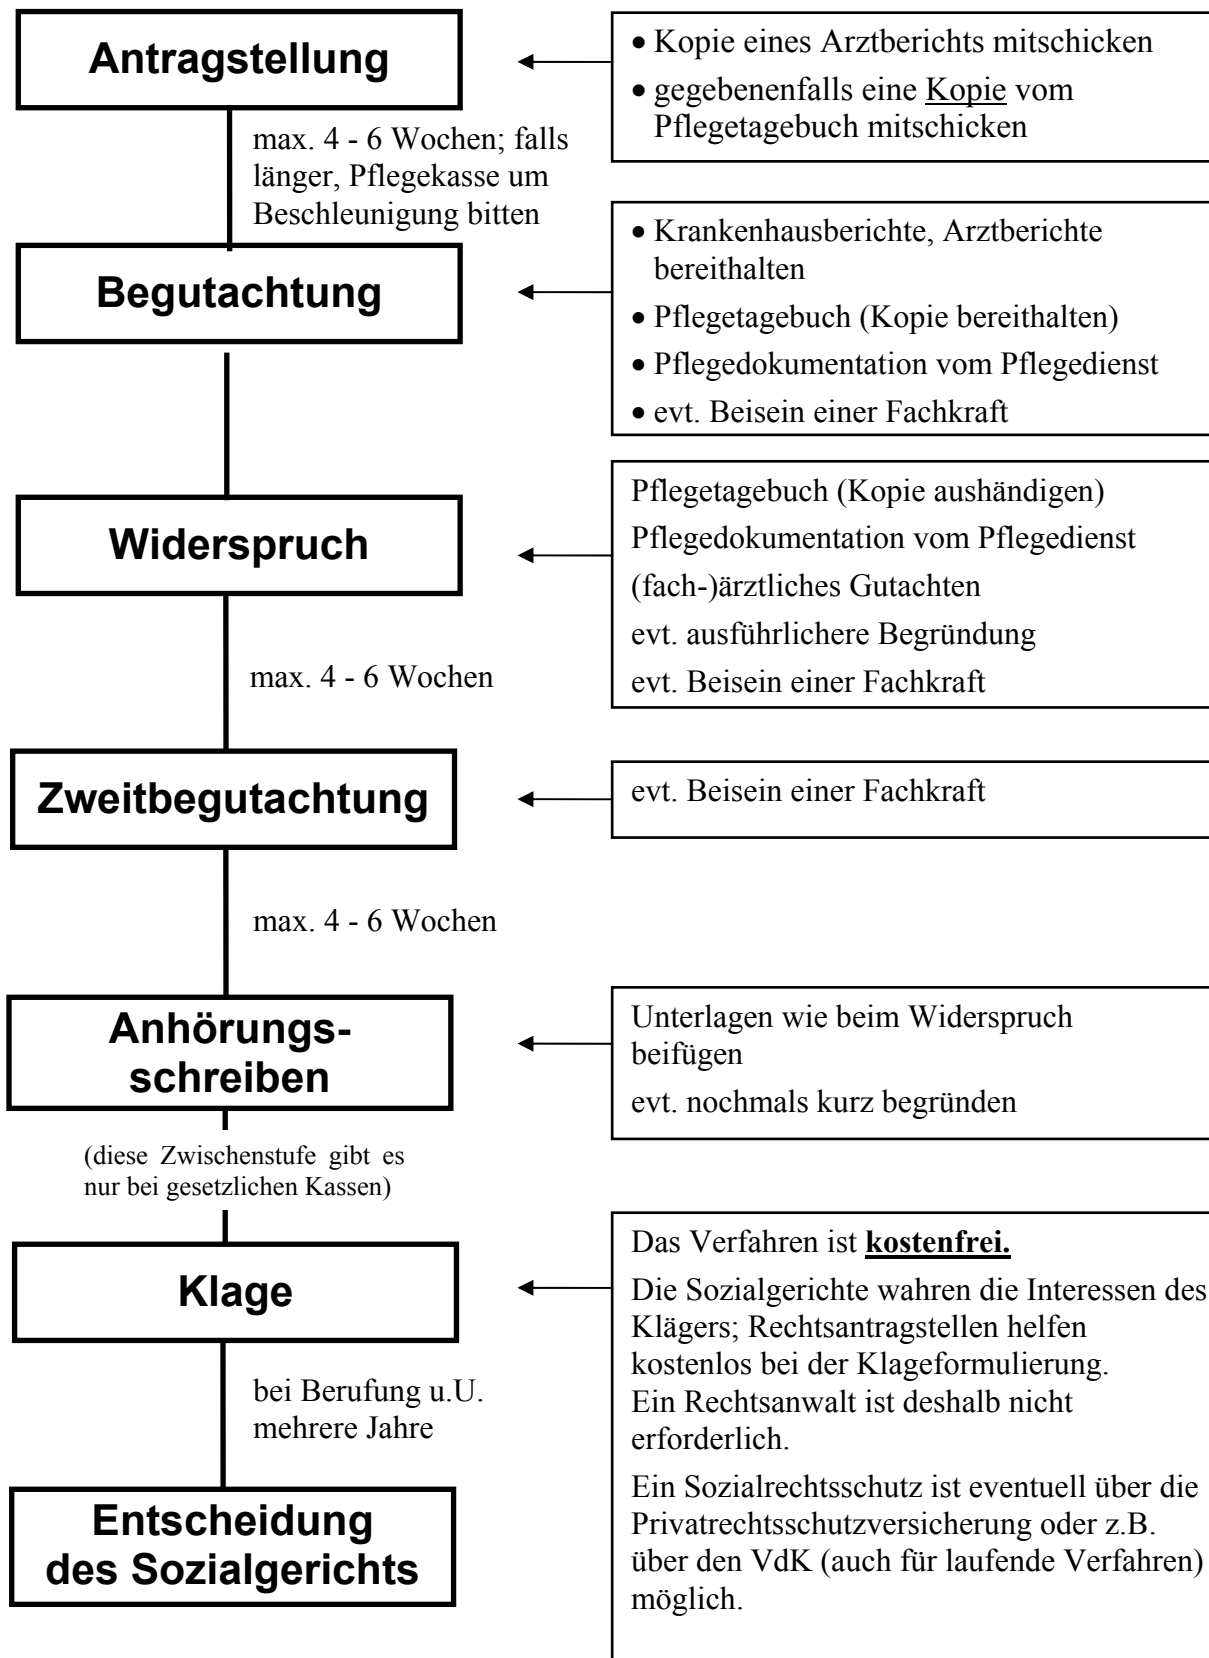 Antragstellung
• Kopie eines Arztberichts mitschicken
• gegebenenfalls eine Kopie vom
Pflegetagebuch mitschicken
max. 4 - 6 Wochen; falls
länger, Pflegekasse um
Beschleunigung bitten
Begutachtung
• Krankenhausberichte, Arztberichte
bereithalten
• Pflegetagebuch (Kopie bereithalten)
• Pflegedokumentation vom Pflegedienst
• evt. Beisein einer Fachkraft
Widerspruch
Pflegetagebuch (Kopie aushändigen)
Pflegedokumentation vom Pflegedienst
(fach-)ärztliches Gutachten
evt. ausführlichere Begründung
evt. Beisein einer Fachkraft
max. 4 - 6 Wochen
Zweitbegutachtung
evt. Beisein einer Fachkraft
max. 4 - 6 Wochen
Anhörungs-
schreiben
Unterlagen wie beim Widerspruch
beifügen
evt. nochmals kurz begründen
(diese Zwischenstufe gibt es
nur bei gesetzlichen Kassen)
Klage
Das Verfahren ist kostenfrei.
Die Sozialgerichte wahren die Interessen des
Klägers; Rechtsantragstellen helfen
kostenlos bei der Klageformulierung.
Ein Rechtsanwalt ist deshalb nicht
erforderlich.
Ein Sozialrechtsschutz ist eventuell über die
Privatrechtsschutzversicherung oder z.B.
über den VdK (auch für laufende Verfahren)
möglich.
bei Berufung u.U.
mehrere Jahre
Entscheidung
des Sozialgerichts